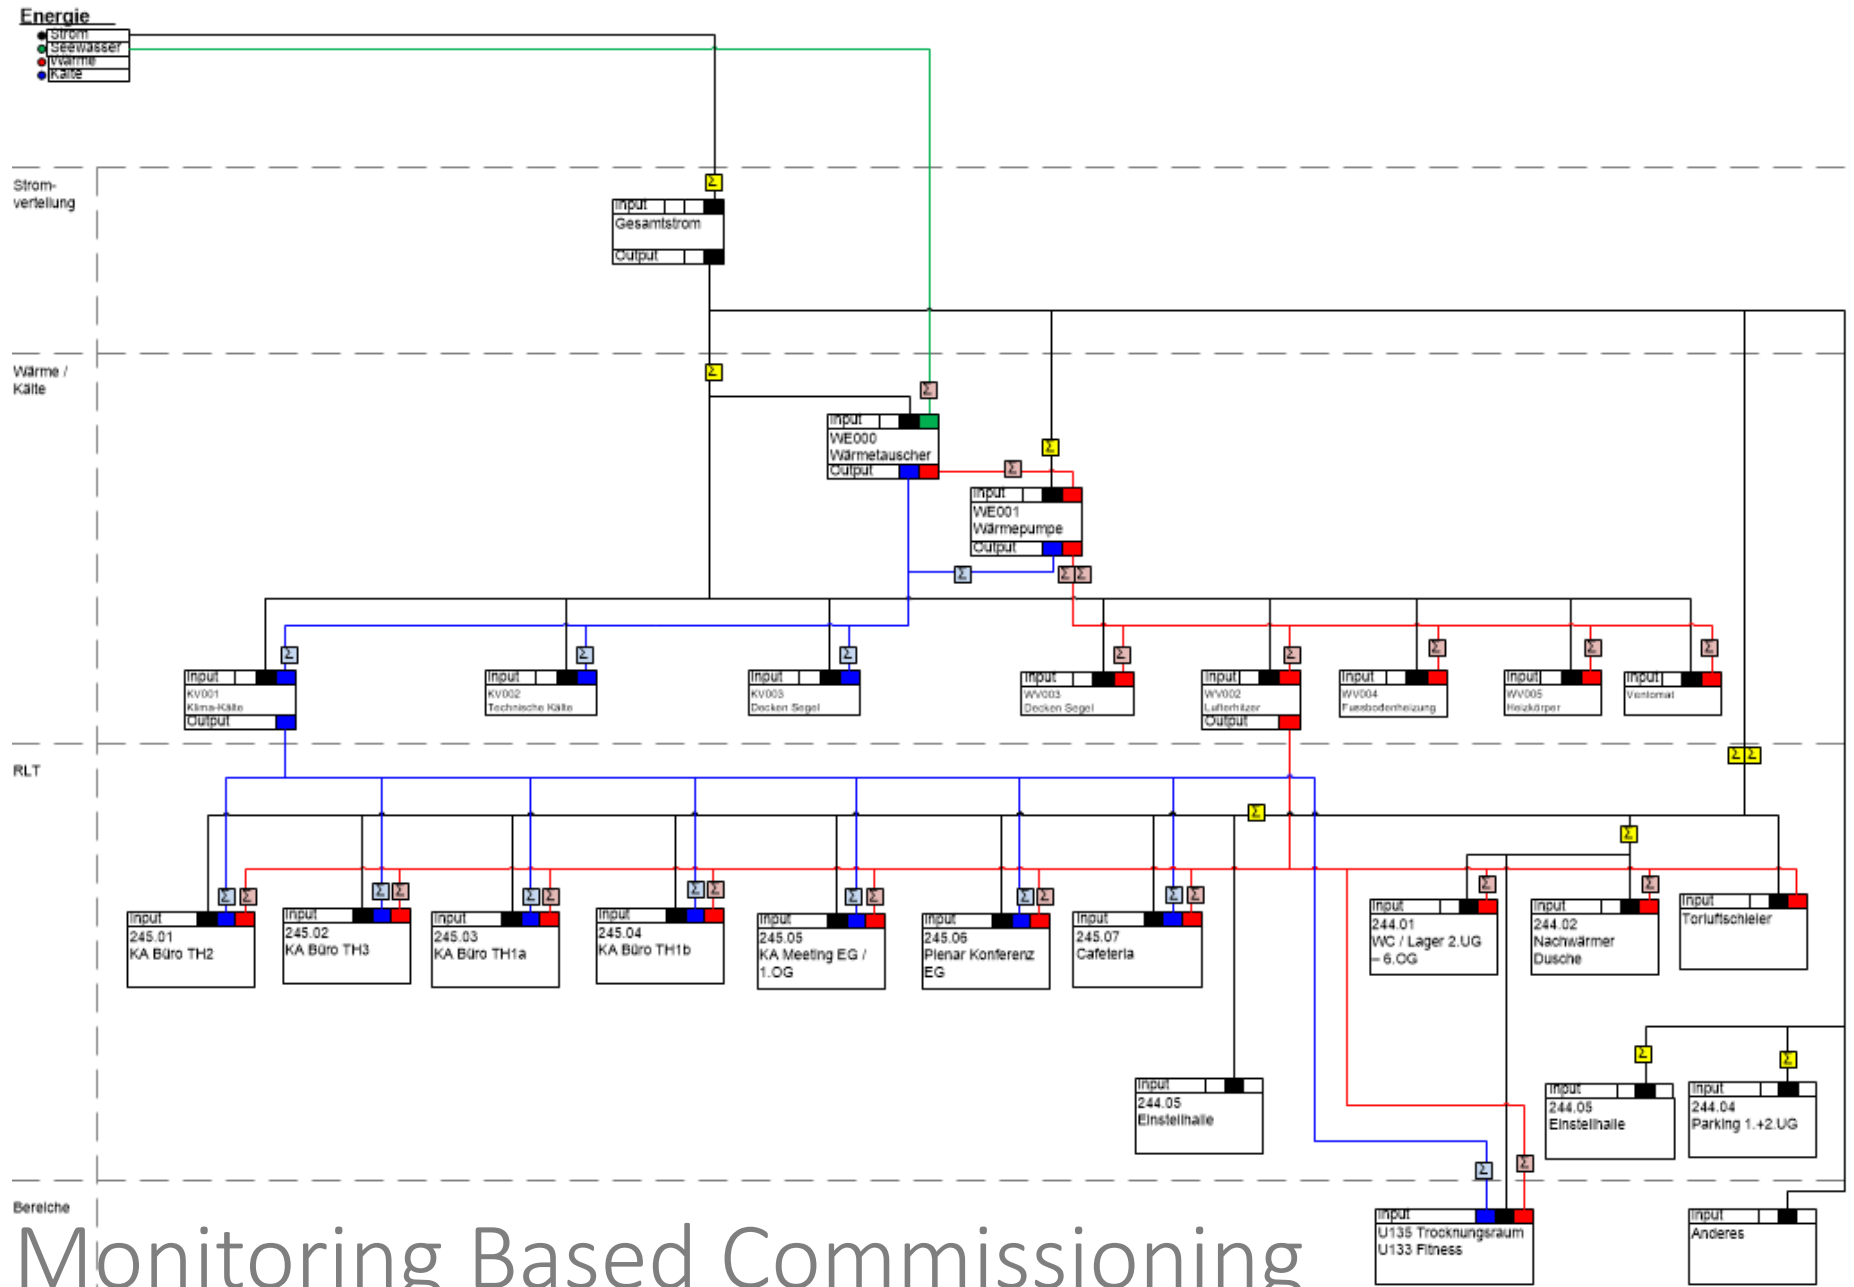 Energie
Strom
Seewasser
Wärme
Kälte
Strom-
verteilung
Σ
Input
Gesamtstrom
Output
Wärme /
Kälte
Σ
Σ
Input
WE000
Wärmetauscher
Output
Σ
Σ
Input
WE001
Wärmepumpe
Output
Σ
Σ Σ
Σ Σ Σ Σ Σ Σ Σ Σ
Input
KV001
Klima-Kälte
Output
Input
KV002
Technische Kälte
Input
KV003
Decken Segel
Input
WV003
Decken Segel
Input
WV002
Lufterhitzer
Output
Input
WV004
Fussbodenheizung
Input
WV005
Heizkörper
Input
Ventomat
RLT
Σ Σ
Σ
Σ
Σ Σ Σ Σ Σ Σ Σ Σ Σ Σ Σ Σ Σ Σ Σ Σ
Input
245.01
KA Büro TH2
Input
245.02
KA Büro TH3
Input
245.03
KA Büro TH1a
Input
245.04
KA Büro TH1b
Input
245.05
KA Meeting EG /
1.OG
Input
245.06
Plenar Konferenz
EG
Input
245.07
Cafeteria
Input
244.01
WC / Lager 2.UG
– 6.OG
Input
244.02
Nachwärmer
Dusche
Input
Torluftschleier
Σ Σ
Input
244.05
Einstellhalle
Input
244.05
Einstellhalle
Input
244.04
Parking 1.+2.UG
Σ Σ
Bereiche
Input
U135 Trocknungsraum
U133 Fitness
Input
Anderes
Monitoring Based Commissioning